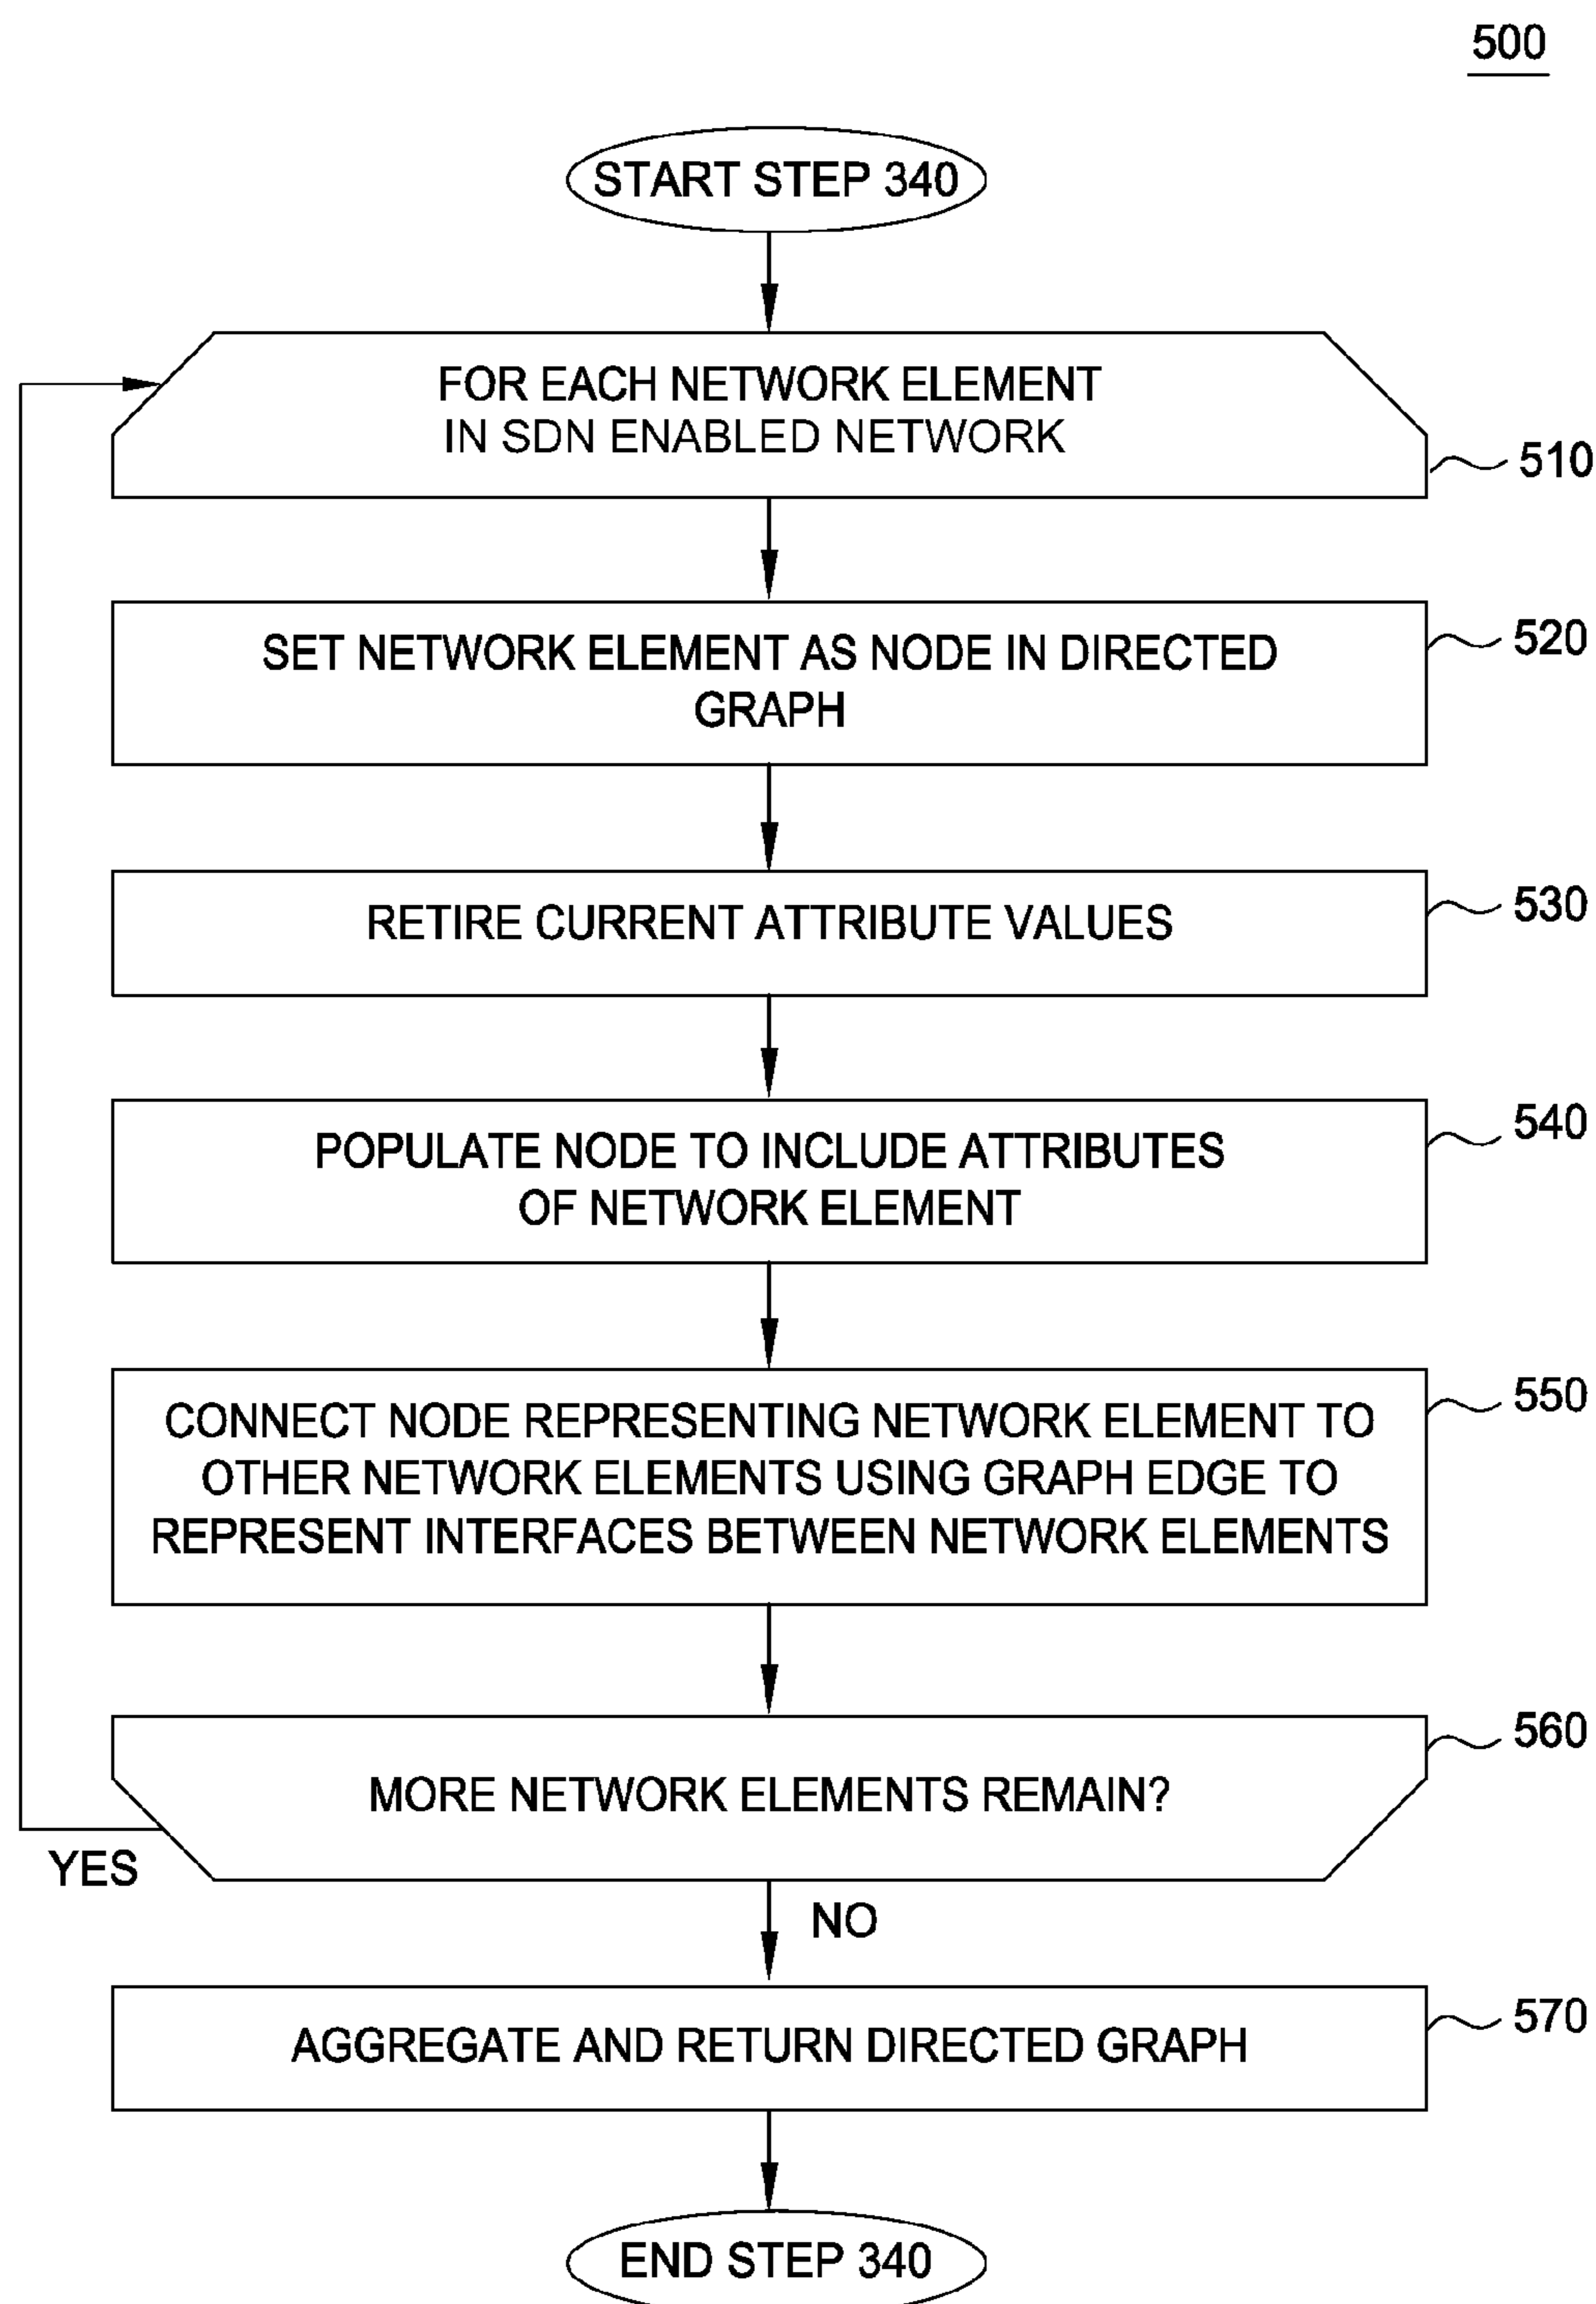 500
START STEP 340
FOR EACH NETWORK ELEMENT
IN SDN ENABLED NETWORK
510
SET NETWORK ELEMENT AS NODE IN DIRECTED
GRAPH
520
RETIRE CURRENT ATTRIBUTE VALUES
530
POPULATE NODE TO INCLUDE ATTRIBUTES
OF NETWORK ELEMENT
540
CONNECT NODE REPRESENTING NETWORK ELEMENT TO
OTHER NETWORK ELEMENTS USING GRAPH EDGE TO
REPRESENT INTERFACES BETWEEN NETWORK ELEMENTS
550
MORE NETWORK ELEMENTS REMAIN?
560
YES
NO
AGGREGATE AND RETURN DIRECTED GRAPH
570
END STEP 340